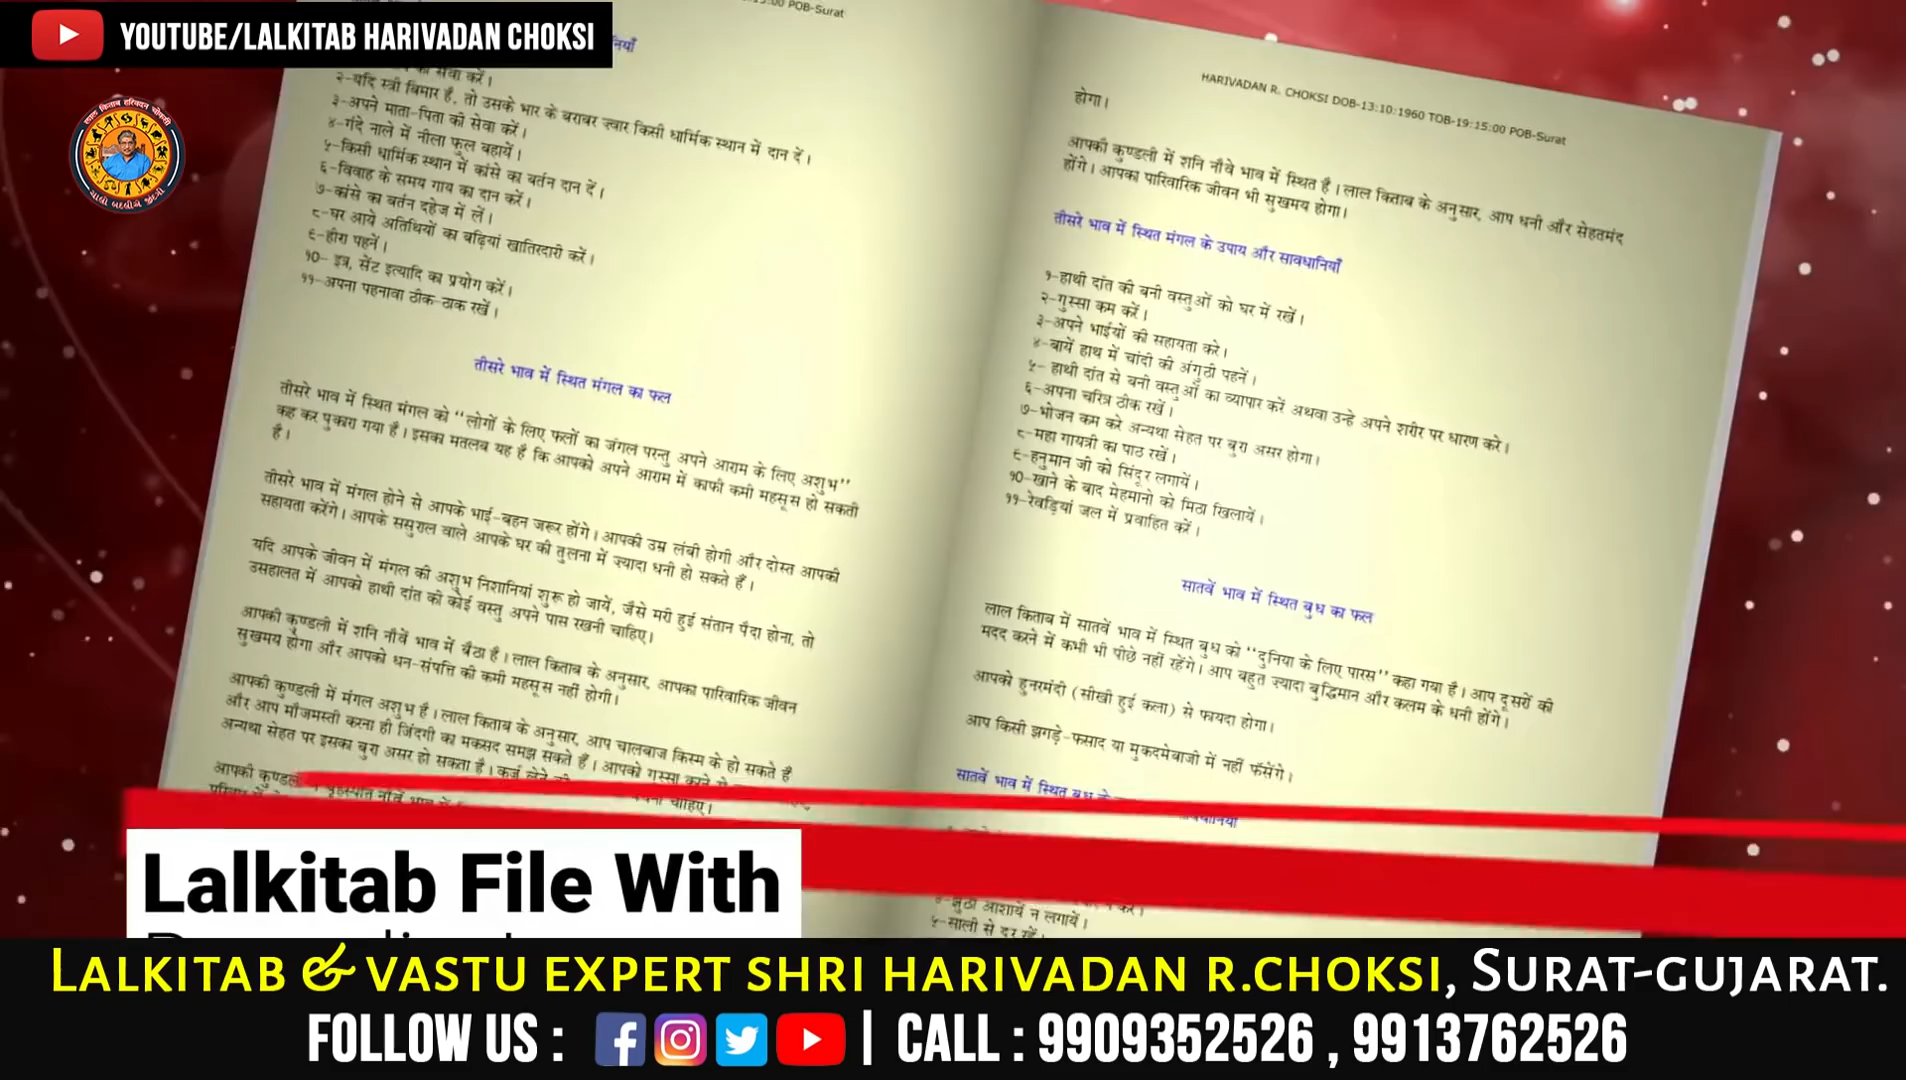 YOUTUBE/LALKITAB HARIVADAN CHOKSI
POB-Surat
सेवा करें।
२-यदि स्त्री बिमार है, तो उसके भार के बराबर ज्वार किसी धार्मिक स्थान में दान दें।
३-अपने माता-पिता की सेवा करें।
४-गंदे नाले में नीला फुल बहायें।
५-किसी धार्मिक स्थान में कांसे का बर्तन दान दें।
६-विवाह के समय गाय का दान करें।
७-कांसे का बर्तन दहेज में लें।
८-घर आये अतिथियों का बढ़ियां खातिरदारी करें।
९-हीरा पहनें।
१०- इत्र, सेंट इत्यादि का प्रयोग करें।
११-अपना पहनावा ठीक-ठाक रखें।
तीसरे भाव में स्थित मंगल का फल
तीसरे भाव में स्थित मंगल को ‘‘लोगों के लिए फलों का जंगल परन्तु अपने आराम के लिए अशुभ’’
कह कर पुकारा गया है। इसका मतलब यह है कि आपको अपने आराम में काफी कमी महसूस हो सकती
है।
तीसरे भाव में मंगल होने से आपके भाई-बहन जरूर होंगे। आपकी उम्र लंबी होगी और दोस्त आपकी
सहायता करेंगे। आपके ससुराल वाले आपके घर की तुलना में ज़्यादा धनी हो सकते हैं।
यदि आपके जीवन में मंगल की अशुभ निशानियां शुरू हो जायें, जैसे मरी हुई संतान पैदा होना, तो
उसहालत में आपको हाथी दांत की कोई वस्तु अपने पास रखनी चाहिए।
आपकी कुण्डली में शनि नौवें भाव में बैठा है। लाल किताब के अनुसार, आपका पारिवारिक जीवन
सुखमय होगा और आपको धन-संपत्ति की कमी महसूस नहीं होगी।
आपकी कुण्डली में मंगल अशुभ है। लाल किताब के अनुसार, आप चालबाज किस्म के हो सकते हैं
और आप मौजमस्ती करना ही जिंदगी का मकसद समझ सकते हैं। आपको गुस्सा करने से
अन्यथा सेहत पर इसका बुरा असर हो सकता है। कर्ज लेने चाहिए।
आपकी कुण्डली नौवें भाव में
HARIVADAN R. CHOKSI DOB-13:10:1960 TOB-19:15:00 POB-Surat
होगा।
आपकी कुण्डली में शनि नौवे भाव में स्थित है। लाल किताब के अनुसार, आप धनी और सेहतमंद
होंगे। आपका पारिवारिक जीवन भी सुखमय होगा।
तीसरे भाव में स्थित मंगल के उपाय और सावधानियाँ
१-हाथी दांत की बनी वस्तुओं को घर में रखें।
२-गुस्सा कम करें।
३-अपने भाईयों की सहायता करे।
४-बायें हाथ में चांदी की अंगुठी पहनें।
५- हाथी दांत से बनी वस्तुओं का व्यापार करें अथवा उन्हे अपने शरीर पर धारण करे।
६-अपना चरित्र ठीक रखें।
७-भोजन कम करे अन्यथा सेहत पर बुरा असर होगा।
८-महा गायत्री का पाठ रखें।
९-हनुमान जी को सिंदूर लगायें।
१०-खाने के बाद मेहमानो को मिठा खिलायें।
११-रेवड़ियां जल में प्रवाहित करें।
सातवें भाव में स्थित बुध का फल
लाल किताब में सातवें भाव में स्थित बुध को ‘‘दुनिया के लिए पारस’’ कहा गया है। आप दूसरों की
मदद करने में कभी भी पीछे नहीं रहेंगे। आप बहुत ज़्यादा बुद्धिमान और कलम के धनी होंगे।
आपको हुनरमंदी (सीखी हुई कला) से फायदा होगा।
आप किसी झगड़े-फसाद या मुकदमेबाजी में नहीं फँसेंगे।
सातवें भाव में स्थित बुध
४-झुठी आशायें न लगायें।
५-साली से दूर रहें।
Lalkitab File With
LALKITAB & VASTU EXPERT SHRI HARIVADAN R.CHOKSI, SURAT-GUJARAT.
FOLLOW US : | CALL : 9909352526 , 9913762526